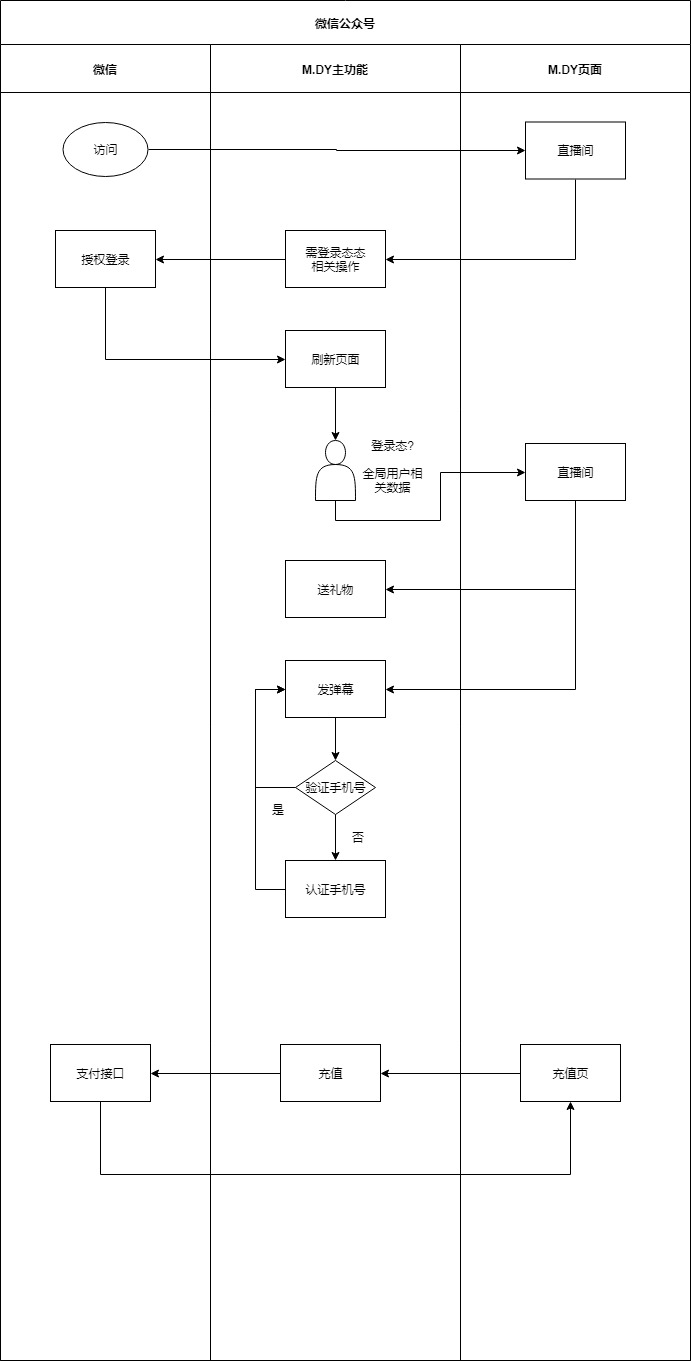 微信公众号
微信
M.DY主功能
M.DY页面
访问
直播间
授权登录
需登录态态
相关操作
刷新页面
登录态?
全局用户相
关数据
直播间
送礼物
发弹幕
验证手机号
是
否
认证手机号
支付接口
充值
充值页